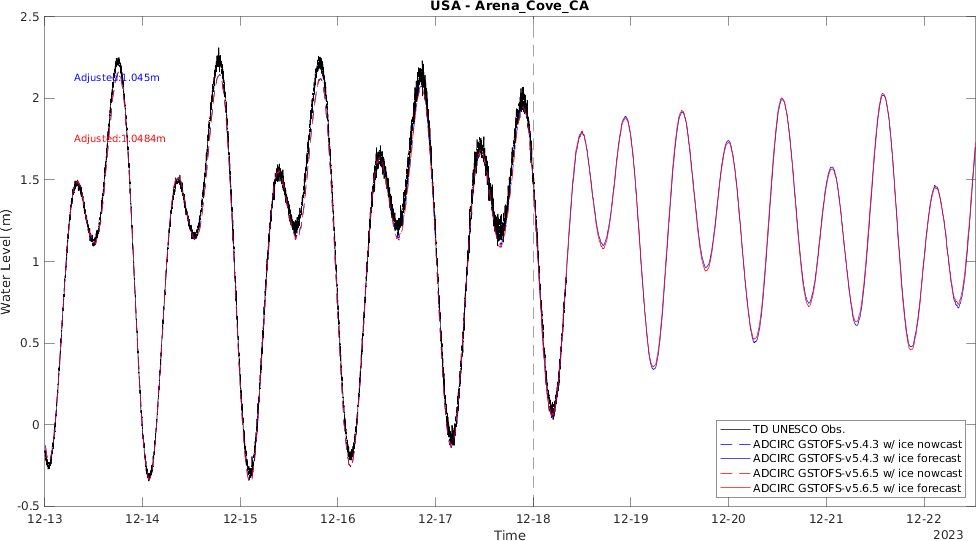 USA - Arena_Cove_CA
2.5
2
1.5
1
0.5
0
-0.5
Water Level (m)
Adjusted:1.045m
Adjusted:1.0484m
TD UNESCO Obs.
ADCIRC GSTOFS-v5.4.3 w/ ice nowcast
ADCIRC GSTOFS-v5.4.3 w/ ice forecast
ADCIRC GSTOFS-v5.6.5 w/ ice nowcast
ADCIRC GSTOFS-v5.6.5 w/ ice forecast
12-13 12-14 12-15 12-16 12-17 12-18 12-19 12-20 12-21 12-22
Time
2023